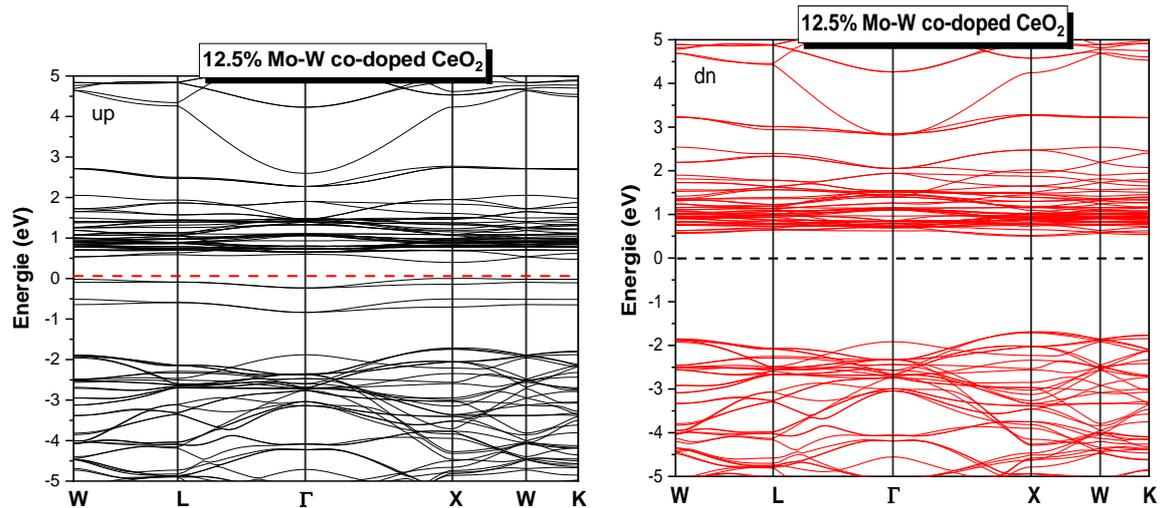 12.5% Mo-W co-doped CeO₂
up
Energie (eV)
5
4
3
2
1
0
-1
-2
-3
-4
-5
W L Γ X W K
12.5% Mo-W co-doped CeO₂
dn
Energie (eV)
5
4
3
2
1
0
-1
-2
-3
-4
-5
W L Γ X W K